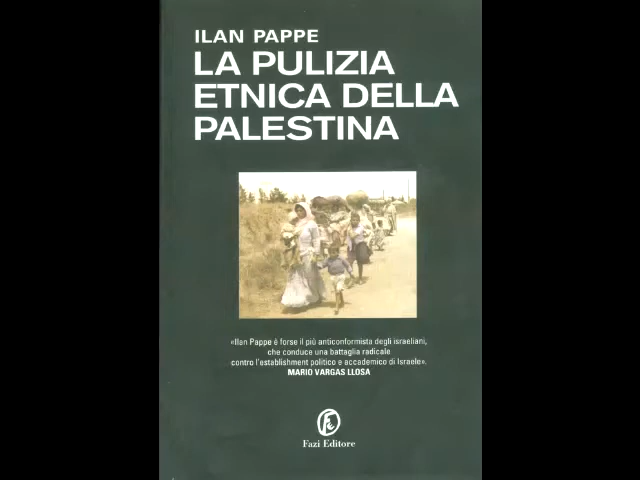 ILAN PAPPE
LA PULIZIA
ETNICA DELLA
PALESTINA
«Ilan Pappe è forse il più anticonformista degli israeliani,
che conduce una battaglia radicale
contro l'establishment politico e accademico di Israele».
MARIO VARGAS LLOSA
Fe
Fazi Editore